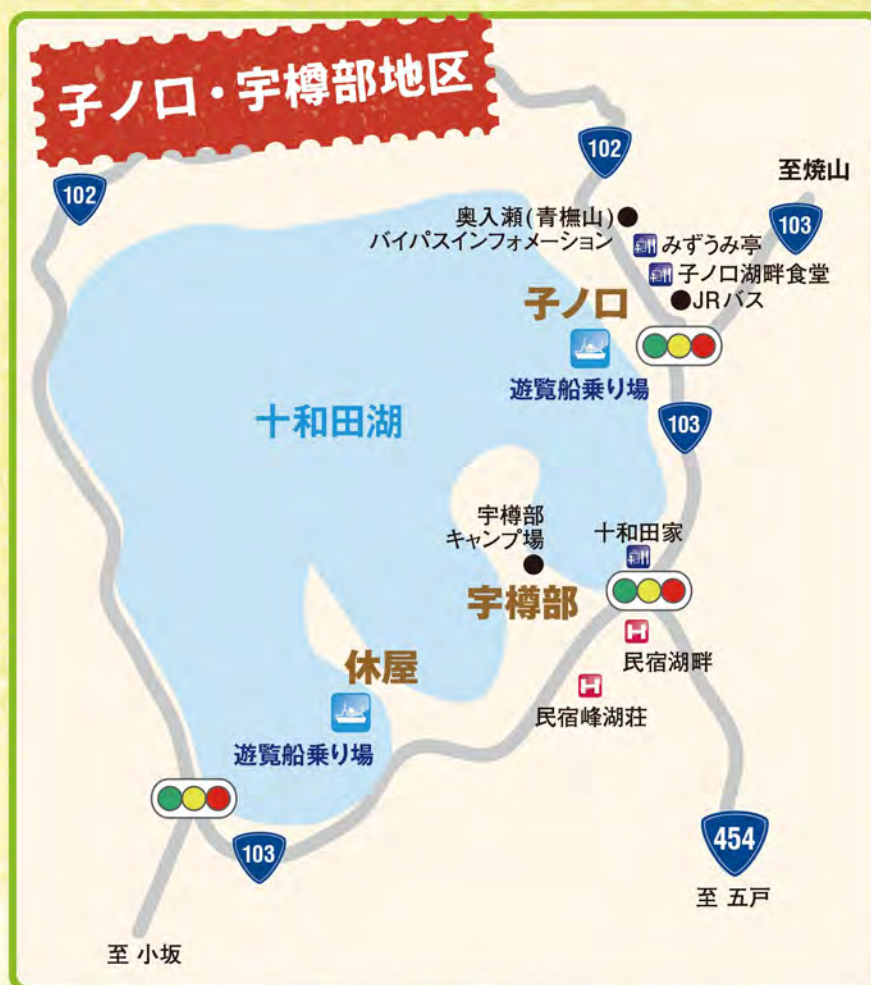 子ノ口・宇樽部地区
102
102
至焼山
103
奥入瀬(青橅山)
バイパスインフォメーション
みずうみ亭
子ノ口湖畔食堂
JRバス
子ノ口
遊覧船乗り場
103
十和田湖
宇樽部
キャンプ場
十和田家
宇樽部
民宿湖畔
休屋
民宿峰湖荘
遊覧船乗り場
103
454
至 五戸
至 小坂